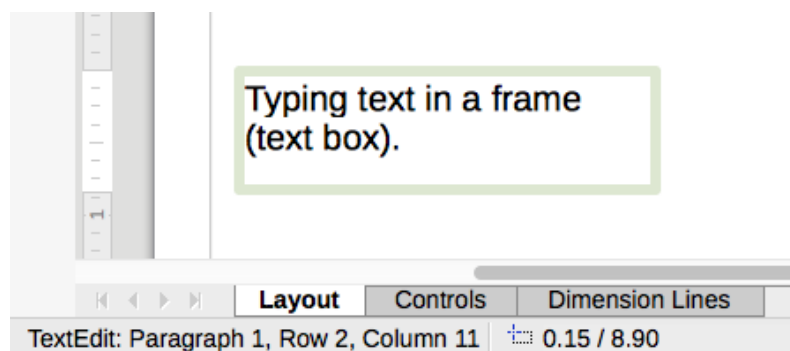 Typing text in a frame
(text box).
1
Layout Controls Dimension Lines
TextEdit: Paragraph 1, Row 2, Column 11 0.15 / 8.90